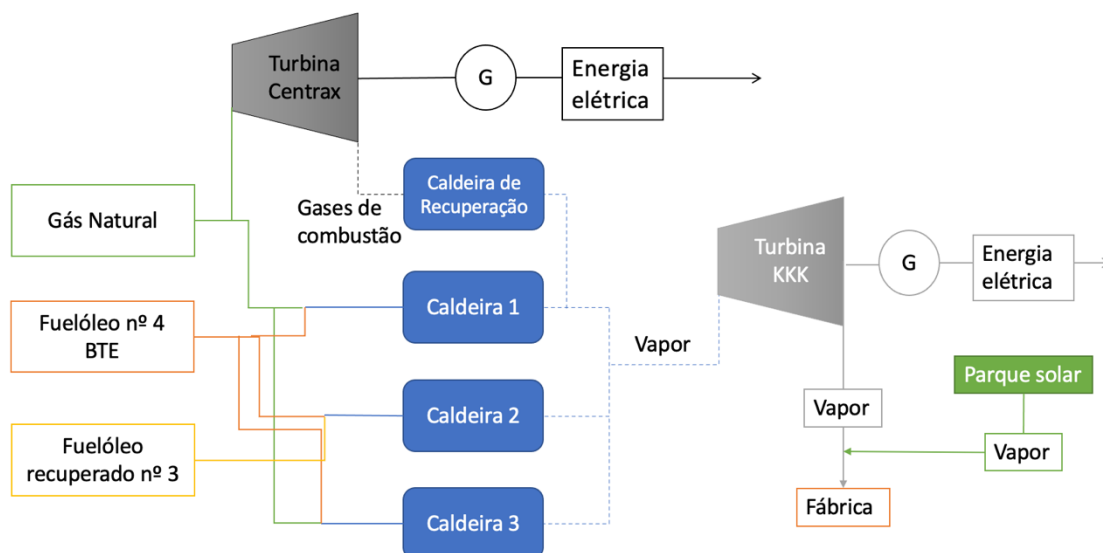 Turbina
Centrax
G
Energia
elétrica
Gás Natural
Gases de
combustão
Caldeira de
Recuperação
Turbina
KKK
G
Energia
elétrica
Fuelóleo nº 4
BTE
Caldeira 1
Vapor
Parque solar
Caldeira 2
Vapor
Vapor
Fuelóleo
recuperado nº 3
Fábrica
Caldeira 3